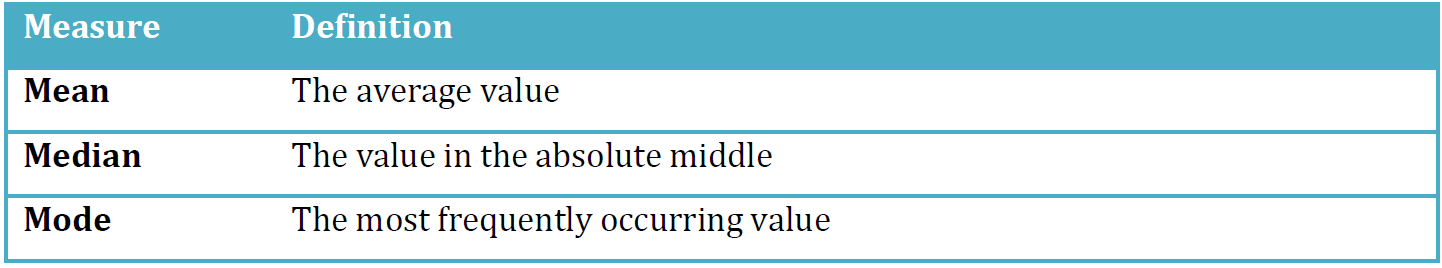 Measure Definition
Mean The average value
Median The value in the absolute middle
Mode The most frequently occurring value